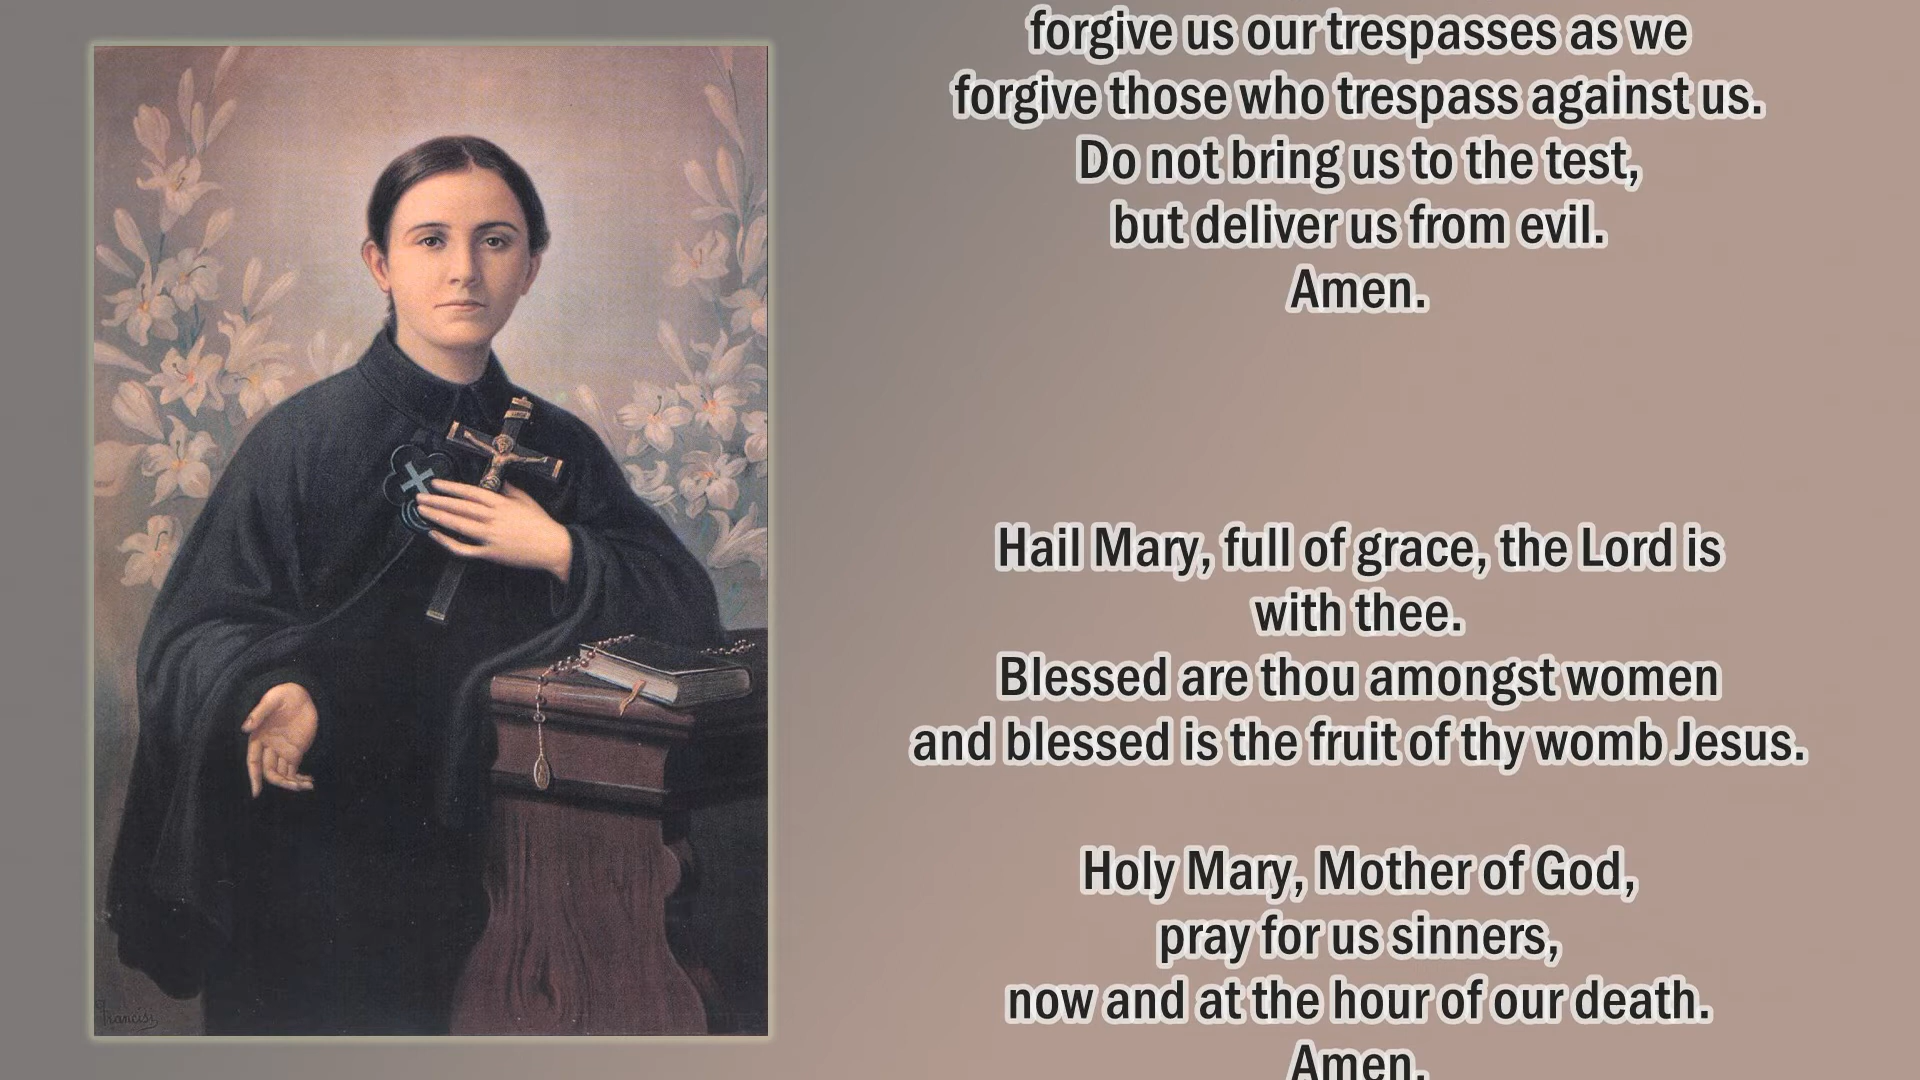 forgive us our trespasses as we
forgive those who trespass against us.
Do not bring us to the test,
but deliver us from evil.
Amen.
Hail Mary, full of grace, the Lord is
with thee.
Blessed are thou amongst women
and blessed is the fruit of thy womb Jesus.
Holy Mary, Mother of God,
pray for us sinners,
now and at the hour of our death.
Amen.